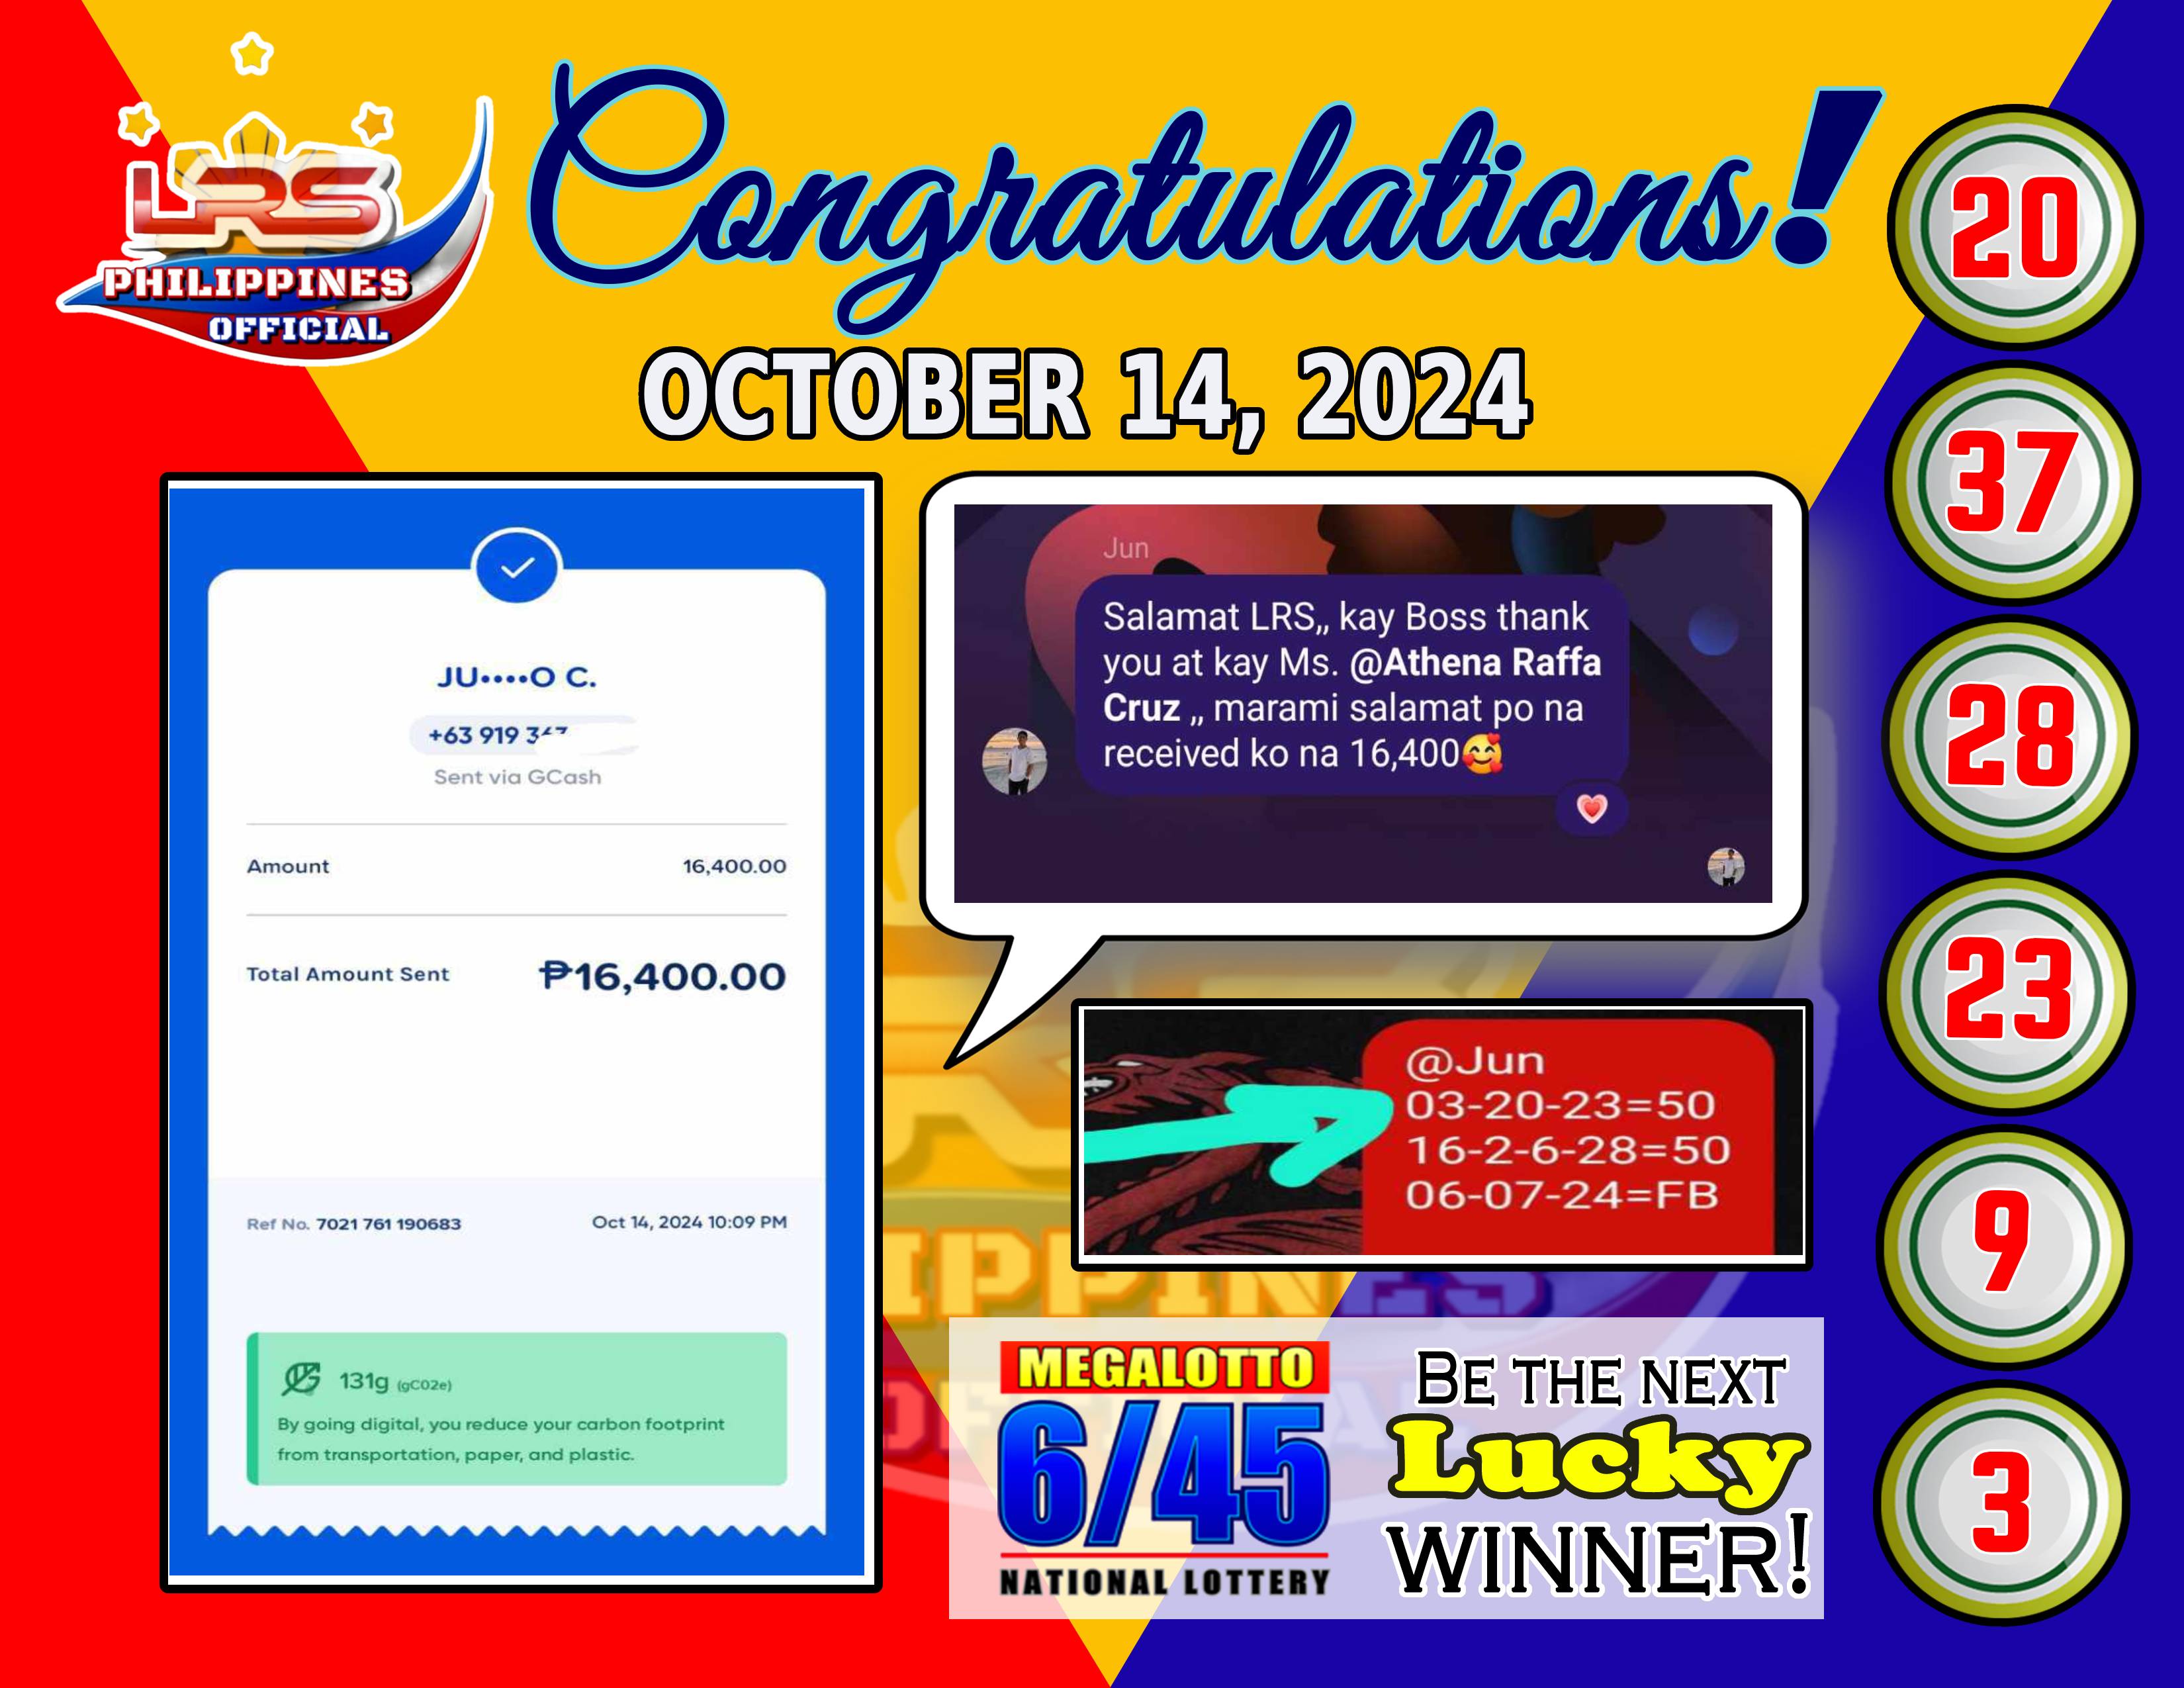 LRS
PHILIPPINES
OFFICIAL
Congratulations!
OCTOBER 14, 2024
JU••••O C.
+63 919 3
Sent via GCash
Amount 16,400.00
Total Amount Sent ₱16,400.00
Ref No. 7021 761 190683 Oct 14, 2024 10:09 PM
131g (gC02e)
By going digital, you reduce your carbon footprint
from transportation, paper, and plastic.
Jun
Salamat LRS,, kay Boss thank
you at kay Ms. @Athena Raffa
Cruz ,, marami salamat po na
received ko na 16,400🥰
@Jun
03-20-23=50
16-2-6-28=50
06-07-24=FB
MEGALOTTO
6/45
NATIONAL LOTTERY
BE THE NEXT
Lucky
WINNER!
20
37
28
23
9
3